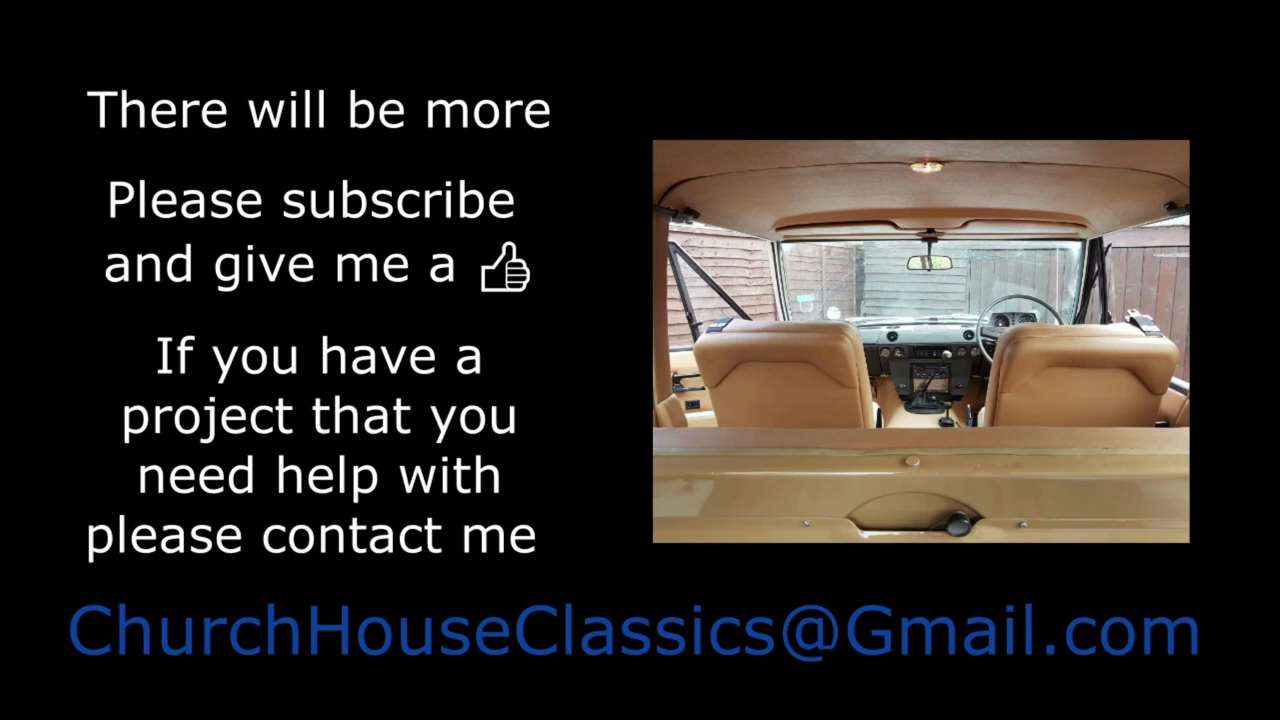 There will be more
Please subscribe
and give me a
If you have a
project that you
need help with
please contact me
ChurchHouseClassics@Gmail.com